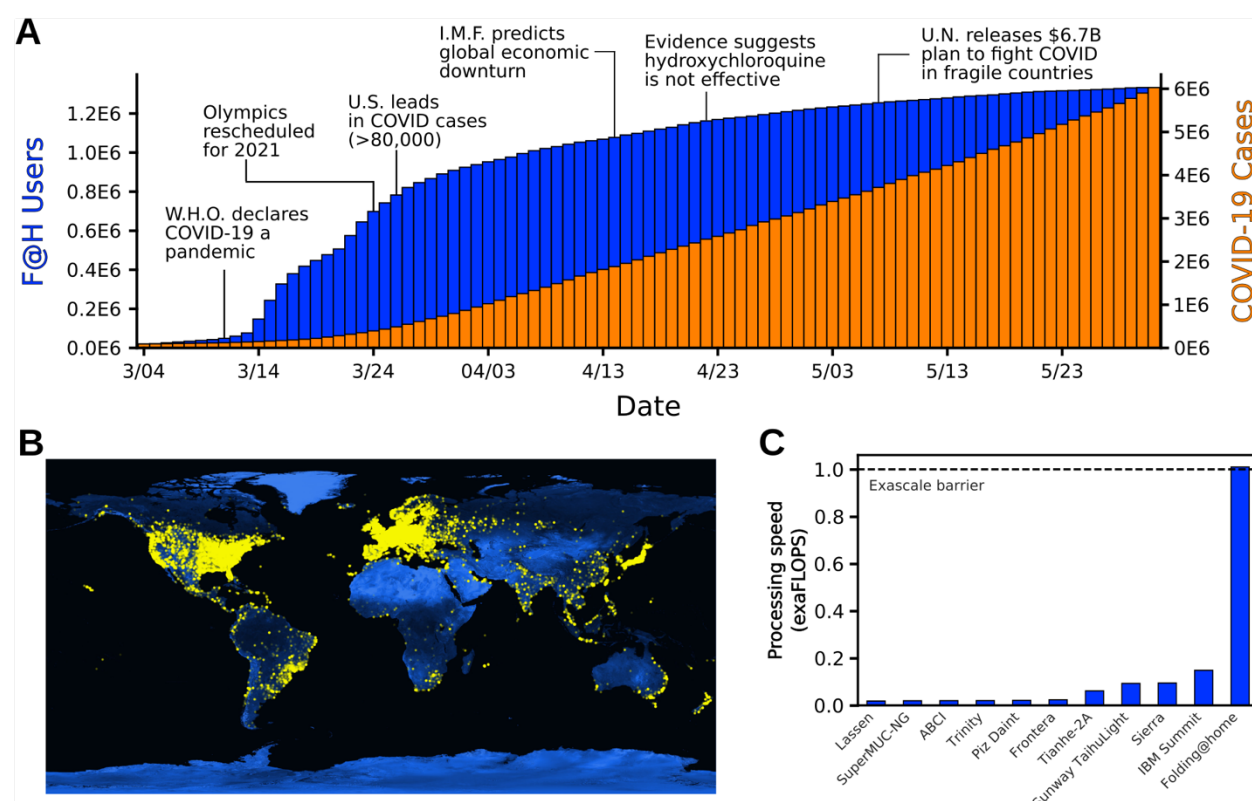 A
I.M.F. predicts
global economic
downturn
Evidence suggests
hydroxychloroquine
is not effective
U.N. releases $6.7B
plan to fight COVID
in fragile countries
Olympics
rescheduled
for 2021
U.S. leads
in COVID cases
(>80,000)
W.H.O. declares
COVID-19 a
pandemic
F@H Users
1.2E6
1.0E6
0.8E6
0.6E6
0.4E6
0.2E6
0.0E6
6E6
5E6
4E6
3E6
2E6
1E6
0E6
COVID-19 Cases
3/04 3/14 3/24 04/03 4/13 4/23 5/03 5/13 5/23
Date
B
C
Processing speed
(exaFLOPS)
1.0
0.8
0.6
0.4
0.2
0.0
Exascale barrier
Lassen
SuperMUC-NG
ABCI
Trinity
Piz Daint
Frontera
Tianhe-2A
Sunway TaihuLight
Sierra
IBM Summit
Folding@home